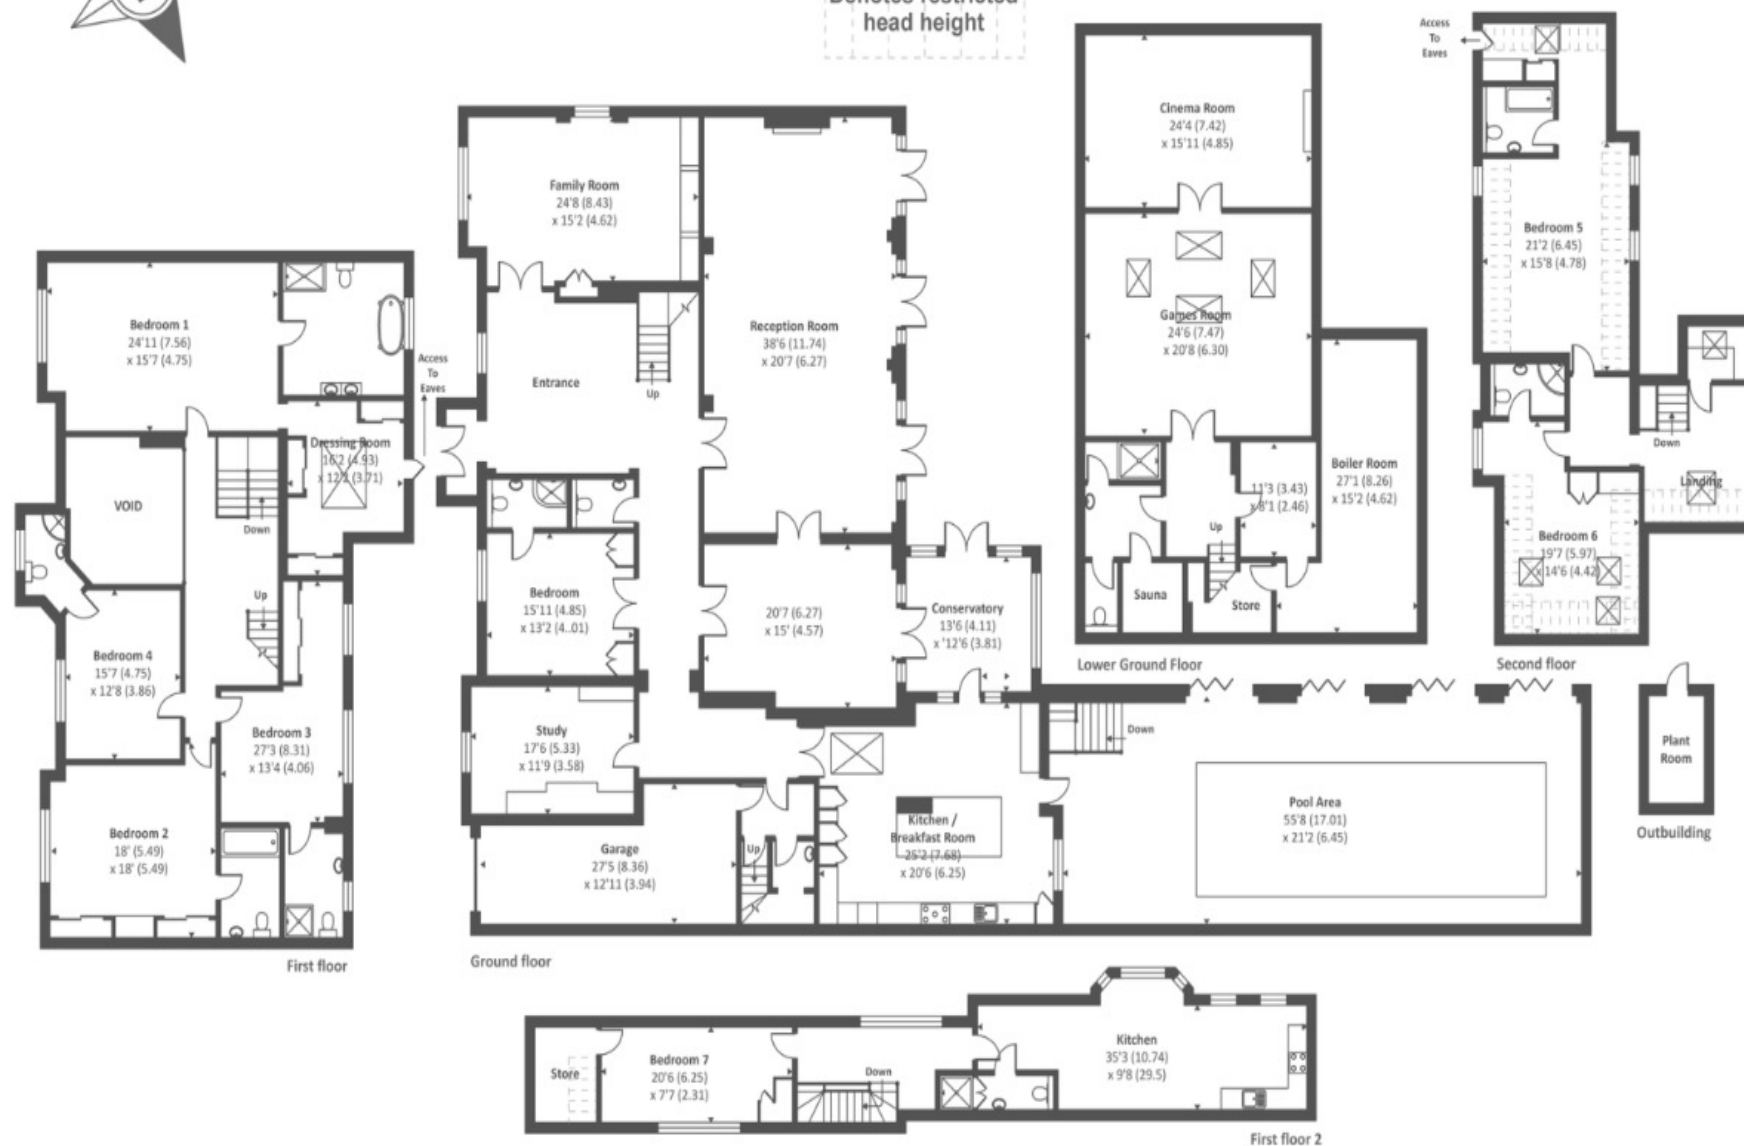 Denotes restricted
head height
Access
To
Eaves
Cinema Room
24'4 (7.42)
x 15'11 (4.85)
Family Room
24'8 (8.43)
x 15'2 (4.62)
Bedroom 5
21'2 (6.45)
x 15'8 (4.78)
Bedroom 1
24'11 (7.56)
x 15'7 (4.75)
Access
To
Eaves
Reception Room
38'6 (11.74)
x 20'7 (6.27)
Games Room
24'6 (7.47)
x 20'8 (6.30)
Entrance
Up
Dressing Room
16'2 (4.93)
x 12'2 (3.71)
Down
Boiler Room
27'1 (8.26)
x 15'2 (4.62)
Landing
11'3 (3.43)
x 8'1 (2.46)
VOID
Down
Up
Bedroom 6
19'7 (5.97)
x 14'6 (4.42)
Up
Bedroom
15'11 (4.85)
x 13'2 (4..01)
Sauna
Store
20'7 (6.27)
x 15' (4.57)
Conservatory
13'6 (4.11)
x '12'6 (3.81)
Bedroom 4
15'7 (4.75)
x 12'8 (3.86)
Lower Ground Floor
Second floor
Bedroom 3
27'3 (8.31)
x 13'4 (4.06)
Study
17'6 (5.33)
x 11'9 (3.58)
Down
Plant
Room
Bedroom 2
18' (5.49)
x 18' (5.49)
Garage
27'5 (8.36)
x 12'11 (3.94)
Up
Kitchen /
Breakfast Room
25'2 (7.68)
x 20'6 (6.25)
Pool Area
55'8 (17.01)
x 21'2 (6.45)
Outbuilding
First floor
Ground floor
Store
Bedroom 7
20'6 (6.25)
x 7'7 (2.31)
Down
Kitchen
35'3 (10.74)
x 9'8 (29.5)
First floor 2